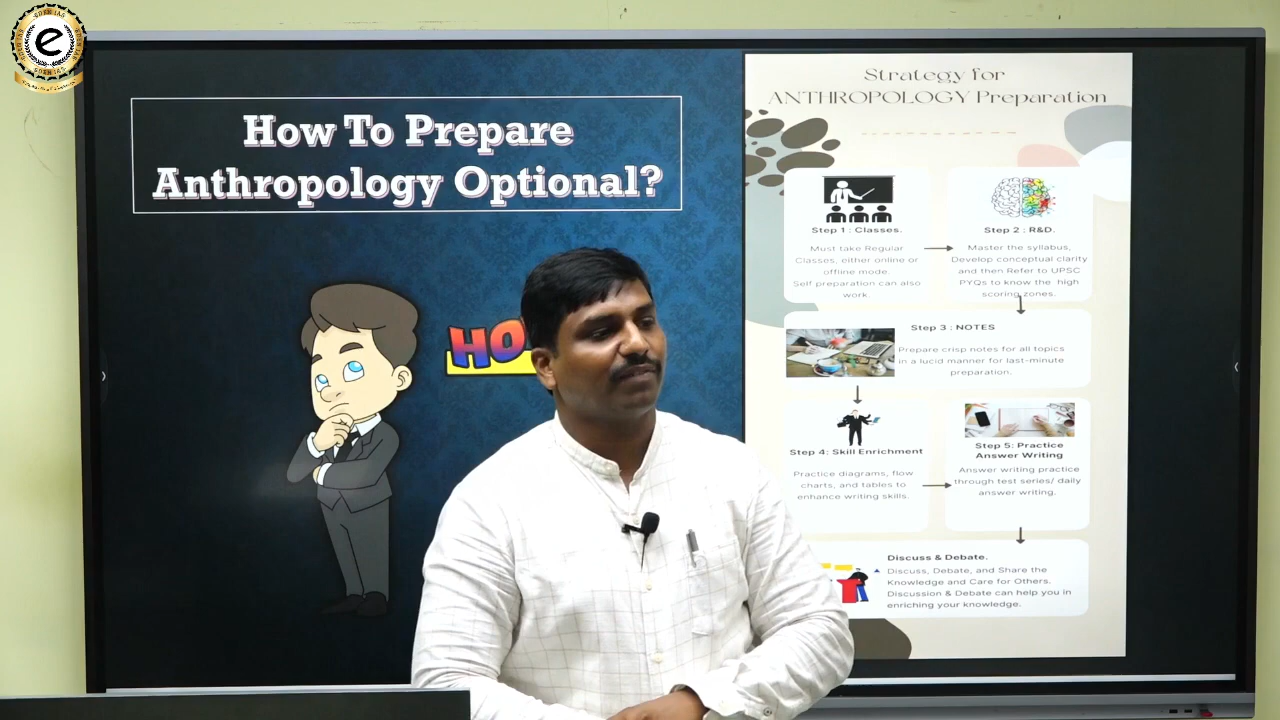 EDEN IAS
e
EDEN IAS
How To Prepare
Anthropology Optional?
HO
Strategy for
ANTHROPOLOGY Preparation
Step 1 : Classes.
Must take Regular
Classes, either online or
offline mode.
Self preparation can also
work.
Step 2 : R&D.
Master the syllabus,
Develop conceptual clarity
and then Refer to UPSC
PYQs to know the high
scoring zones.
Step 3 : NOTES
Prepare crisp notes for all topics
in a lucid manner for last-minute
preparation.
Step 4: Skill Enrichment
Practice diagrams, flow
charts, and tables to
enhance writing skills.
Step 5: Practice
Answer Writing
Answer writing practice
through test series/ daily
answer writing.
Discuss & Debate.
Discuss, Debate, and Share the
Knowledge and Care for Others.
Discussion & Debate can help you in
enriching your knowledge.